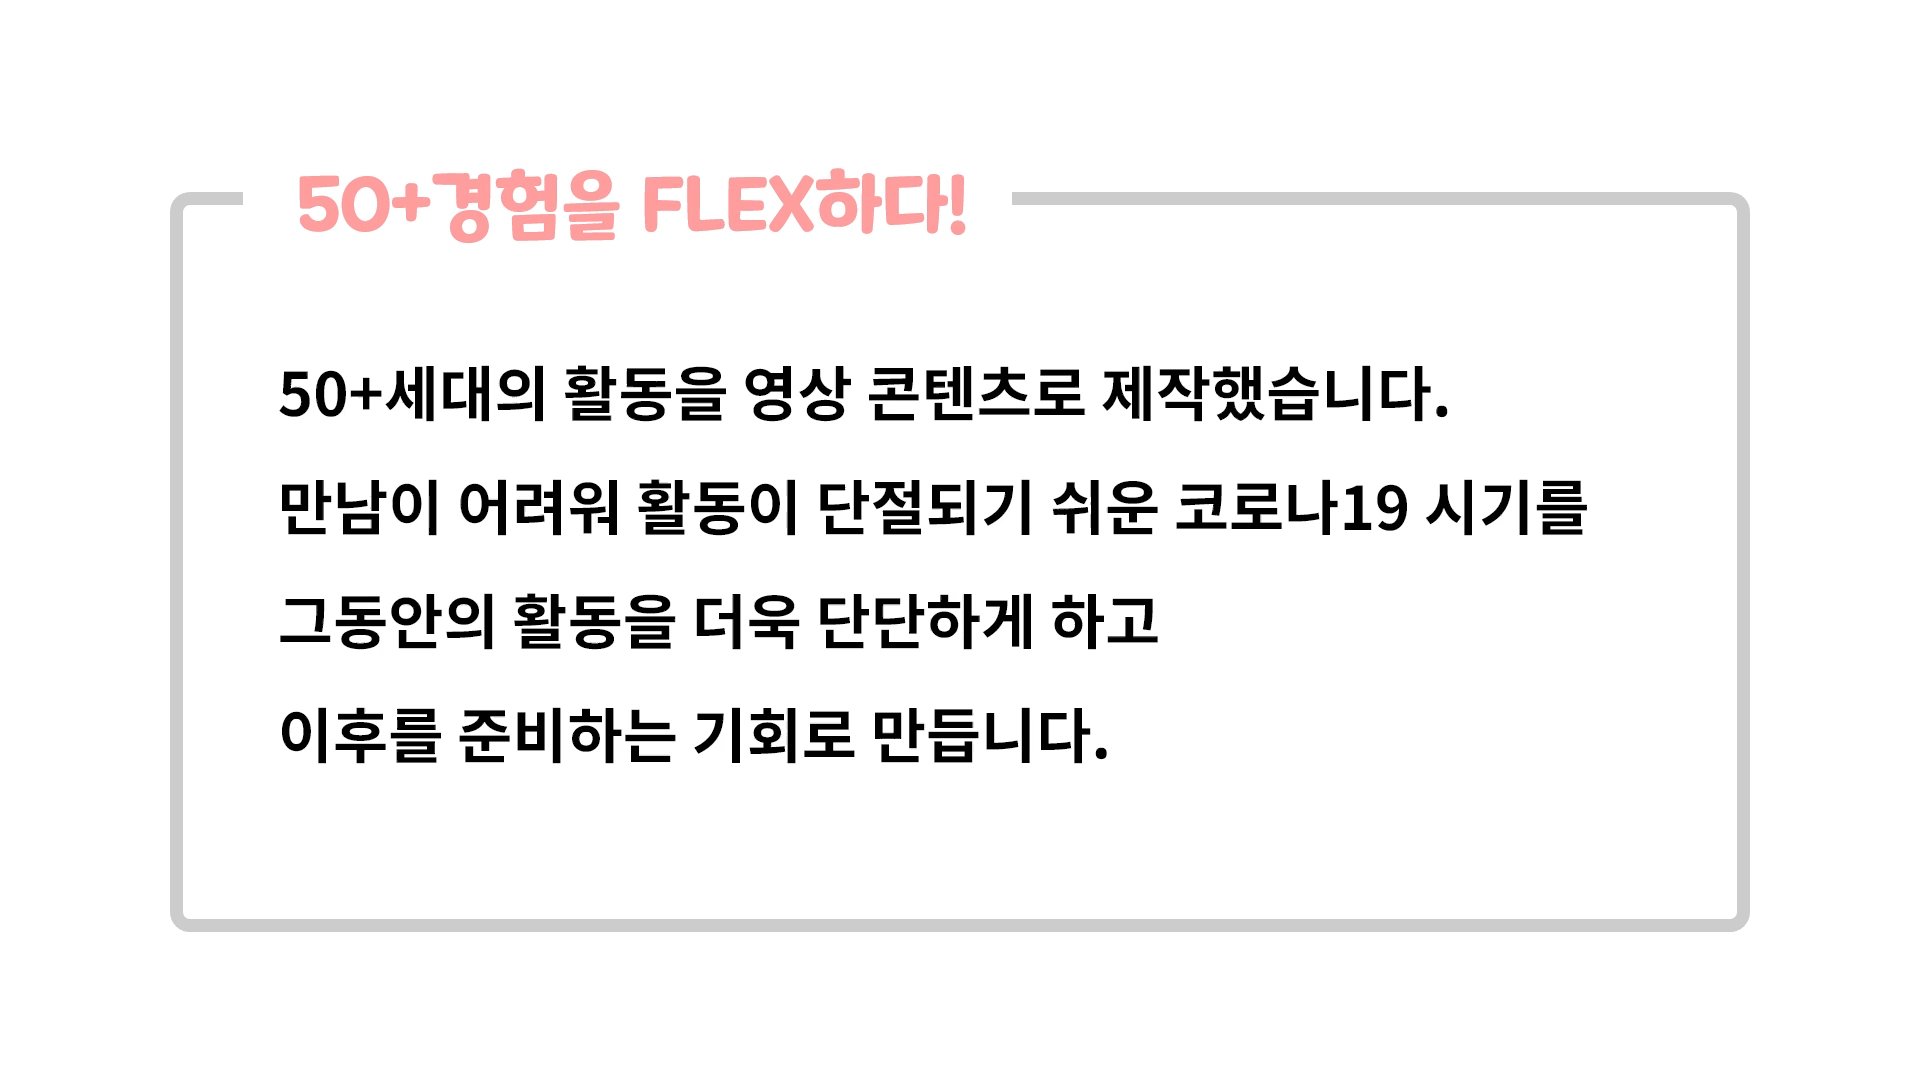 50+경험을 FLEX하다!
50+세대의 활동을 영상 콘텐츠로 제작했습니다.
만남이 어려워 활동이 단절되기 쉬운 코로나19 시기를
그동안의 활동을 더욱 단단하게 하고
이후를 준비하는 기회로 만듭니다.